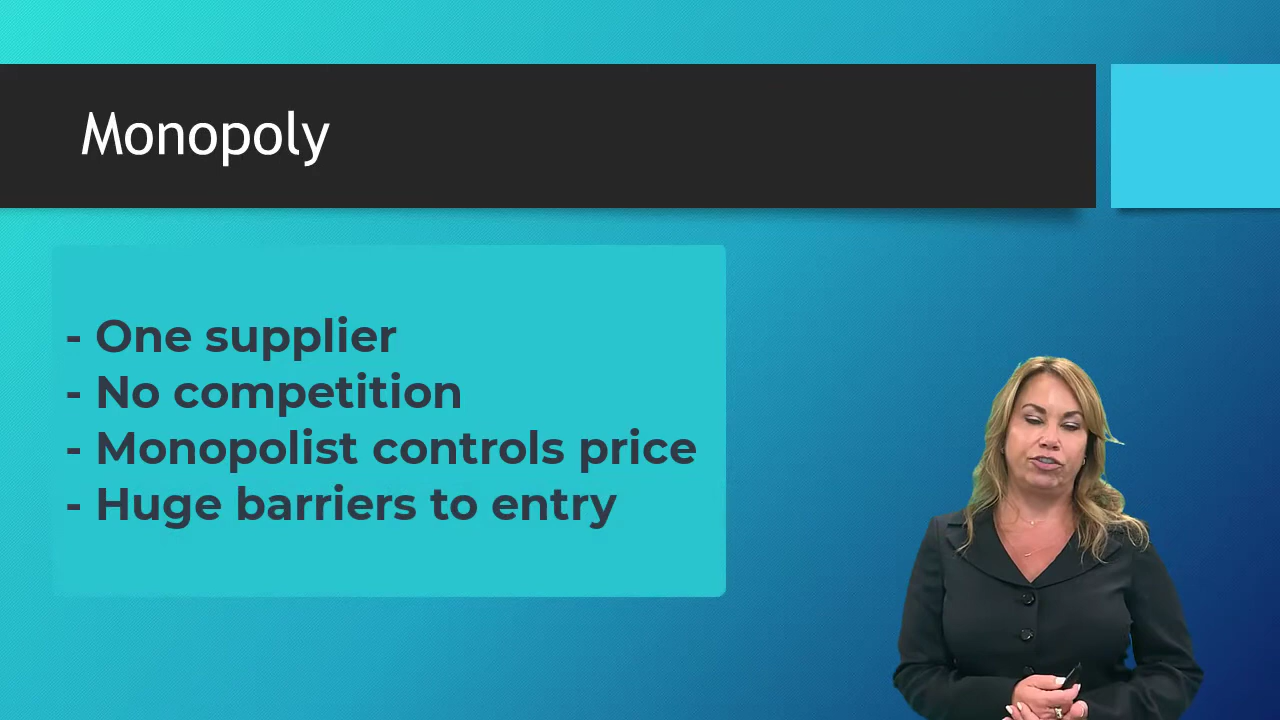 Monopoly
- One supplier
- No competition
- Monopolist controls price
- Huge barriers to entry